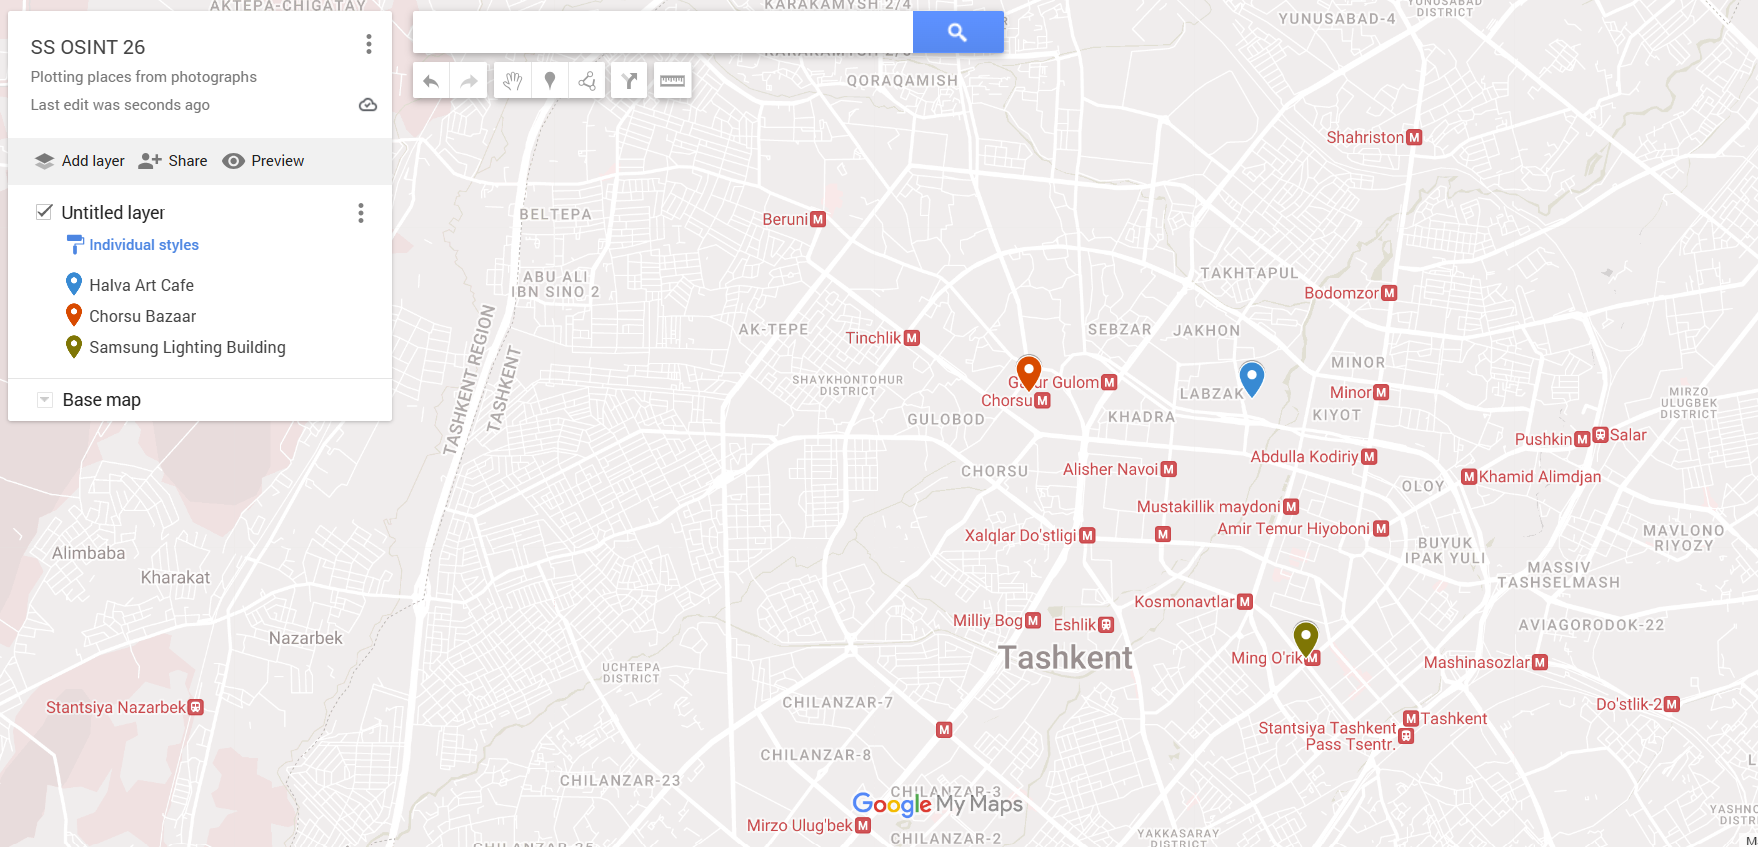 SS OSINT 26
Plotting places from photographs
Last edit was seconds ago
Add layer Share Preview
Untitled layer
Individual styles
Halva Art Cafe
Chorsu Bazaar
Samsung Lighting Building
Base map
AKTEPA-CHIGATAY
KARAKAMYSH 2/4
YUNUSABAD-4
YUNUSABAD
DISTRICT
QORAQAMISH
Shahriston
BELTEPA
Beruni
ABU ALI
IBN SINO 2
TAKHTAPUL
Bodomzor
TASHKENT REGION
TASHKENT
AK-TEPE
Tinchlik
SEBZAR
JAKHON
MINOR
SHAYKHONTOHUR
DISTRICT
Gafur Gulom
Chorsu
LABZAK
Minor
MIRZO
ULUGBEK
DISTRICT
GULOBOD
KHADRA
KIYOT
Pushkin
Salar
CHORSU
Alisher Navoi
Abdulla Kodiriy
Khamid Alimdjan
OLOY
Mustakillik maydoni
Xalqlar Do'stligi
Amir Temur Hiyoboni
MAVLONO
RIYOZY
BUYUK
IPAK YULI
Alimbaba
Kharakat
MASSIV
TASHSELMASH
Kosmonavtlar
Milliy Bog
Eshlik
Nazarbek
AVIAGORODOK-22
Tashkent
Ming O'rik
Mashinasozlar
UCHTEPA
DISTRICT
CHILANZAR-7
Stantsiya Nazarbek
Do'stlik-2
Tashkent
Stantsiya Tashkent
Pass Tsentr.
CHILANZAR-8
CHILANZAR-23
CHILANZAR-3
Google My Maps
Mirzo Ulug'bek
CHILANZAR-2
YAKKASARAY
DISTRICT